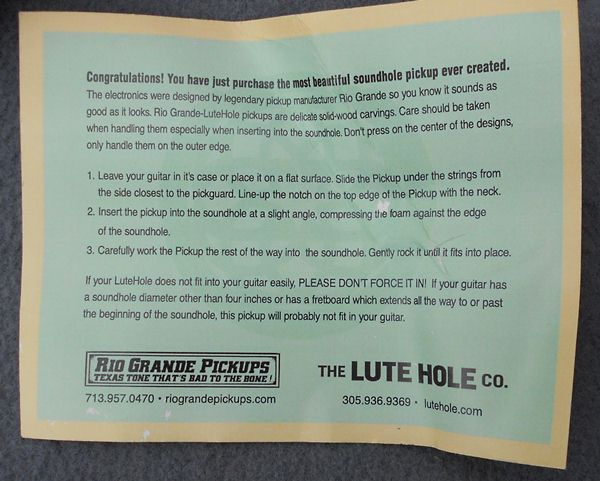 Congratulations! You have just purchase the most beautiful soundhole pickup ever created.
The electronics were designed by legendary pickup manufacturer Rio Grande so you know it sounds as
good as it looks. Rio Grande-LuteHole pickups are delicate solid-wood carvings. Care should be taken
when handling them especially when inserting into the soundhole. Don't press on the center of the designs,
only handle them on the outer edge.
1. Leave your guitar in it's case or place it on a flat surface. Slide the Pickup under the strings from
the side closest to the pickguard. Line-up the notch on the top edge of the Pickup with the neck.
2. Insert the pickup into the soundhole at a slight angle, compressing the foam against the edge
of the soundhole.
3. Carefully work the Pickup the rest of the way into the soundhole. Gently rock it until it fits into place.
If your LuteHole does not fit into your guitar easily, PLEASE DON'T FORCE IT IN! If your guitar has
a soundhole diameter other than four inches or has a fretboard which extends all the way to or past
the beginning of the soundhole, this pickup will probably not fit in your guitar.
RIO GRANDE PICKUPS
TEXAS TONE THAT'S BAD TO THE BONE!
713.957.0470 • riograndepickups.com
THE LUTE HOLE CO.
305.936.9369 • lutehole.com